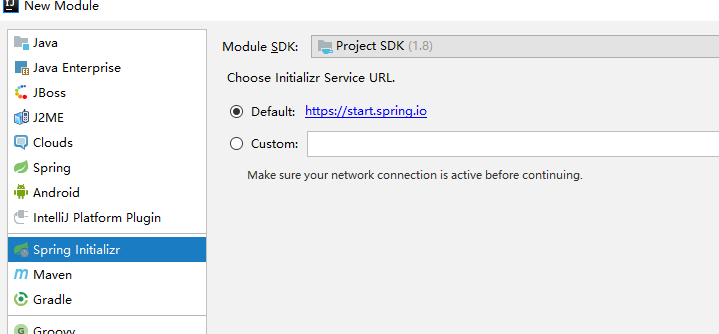 New Module
Java
Java Enterprise
JBoss
J2ME
Clouds
Spring
Android
IntelliJ Platform Plugin
Spring Initializr
Maven
Gradle
Groovy
Module SDK: Project SDK (1.8)
Choose Initializr Service URL.
Default: https://start.spring.io
Custom:
Make sure your network connection is active before continuing.